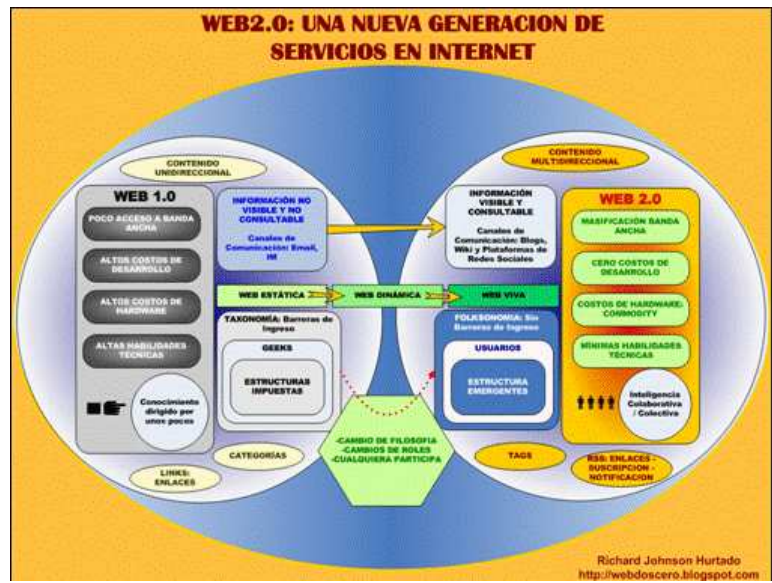 WEB2.0: UNA NUEVA GENERACION DE
SERVICIOS EN INTERNET
CONTENIDO
UNIDIRECCIONAL
WEB 1.0
POCO ACCESO A BANDA
ANCHA
ALTOS COSTOS DE
DESARROLLO
ALTOS COSTOS DE
HARDWARE
ALTAS HABILIDADES
TÉCNICAS
Conocimiento
dirigido por
unos pocos
LINKS:
ENLACES
CATEGORÍAS
INFORMACIÓN NO
VISIBLE Y NO
CONSULTABLE
Canales de
Comunicación: Email,
IM
WEB ESTÁTICA
WEB DINÁMICA
WEB VIVA
TAXONOMÍA: Barreras de
Ingreso
GEEKS
ESTRUCTURAS
IMPUESTAS
-CAMBIO DE FILOSOFIA
-CAMBIOS DE ROLES
-CUALQUIERA PARTICIPA
CONTENIDO
MULTIDIRECCIONAL
INFORMACIÓN
VISIBLE Y
CONSULTABLE
Canales de
Comunicación: Blogs,
Wiki y Plataformas de
Redes Sociales
FOLKSONOMIA: Sin
Barreras de Ingreso
USUARIOS
ESTRUCTURA
EMERGENTES
WEB 2.0
MASIFICACIÓN BANDA
ANCHA
CERO COSTOS DE
DESARROLLO
COSTOS DE HARDWARE:
COMMODITY
MÍNIMAS HABILIDADES
TÉCNICAS
Inteligencia
Colaborativa
/ Colectiva
TAGS
RSS: ENLACES -
SUSCRIPCION -
NOTIFICACION
Richard Johnson Hurtado
http://webdoscero.blogspot.com